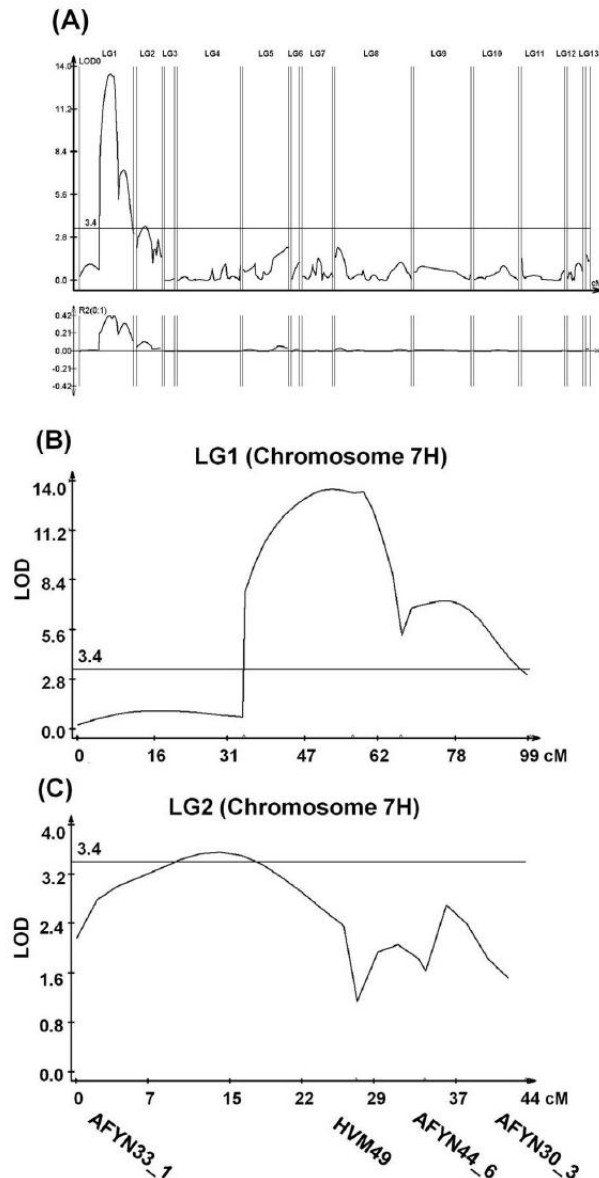 (A)
LG1 LG2 LG3 LG4 LG5 LG6 LG7 LG8 LG9 LG10 LG11 LG12 LG13
LOD0
14.0
11.2
8.4
5.6
3.4
2.8
0.0
R2(0:1)
0.42
0.21
0.00
-0.21
-0.42
(B)
LG1 (Chromosome 7H)
LOD
14.0
11.2
8.4
5.6
3.4
2.8
0.0
0 16 31 47 62 78 99 cM
(C)
LG2 (Chromosome 7H)
LOD
4.0
3.4
3.2
2.4
1.6
0.8
0.0
0 7 15 22 29 37 44 cM
AFYN33_1 HVM49 AFYN44_6 AFYN30_3